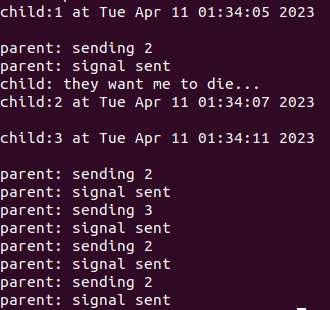 child:1 at Tue Apr 11 01:34:05 2023
parent: sending 2
parent: signal sent
child: they want me to die...
child:2 at Tue Apr 11 01:34:07 2023
child:3 at Tue Apr 11 01:34:11 2023
parent: sending 2
parent: signal sent
parent: sending 3
parent: signal sent
parent: sending 2
parent: signal sent
parent: sending 2
parent: signal sent